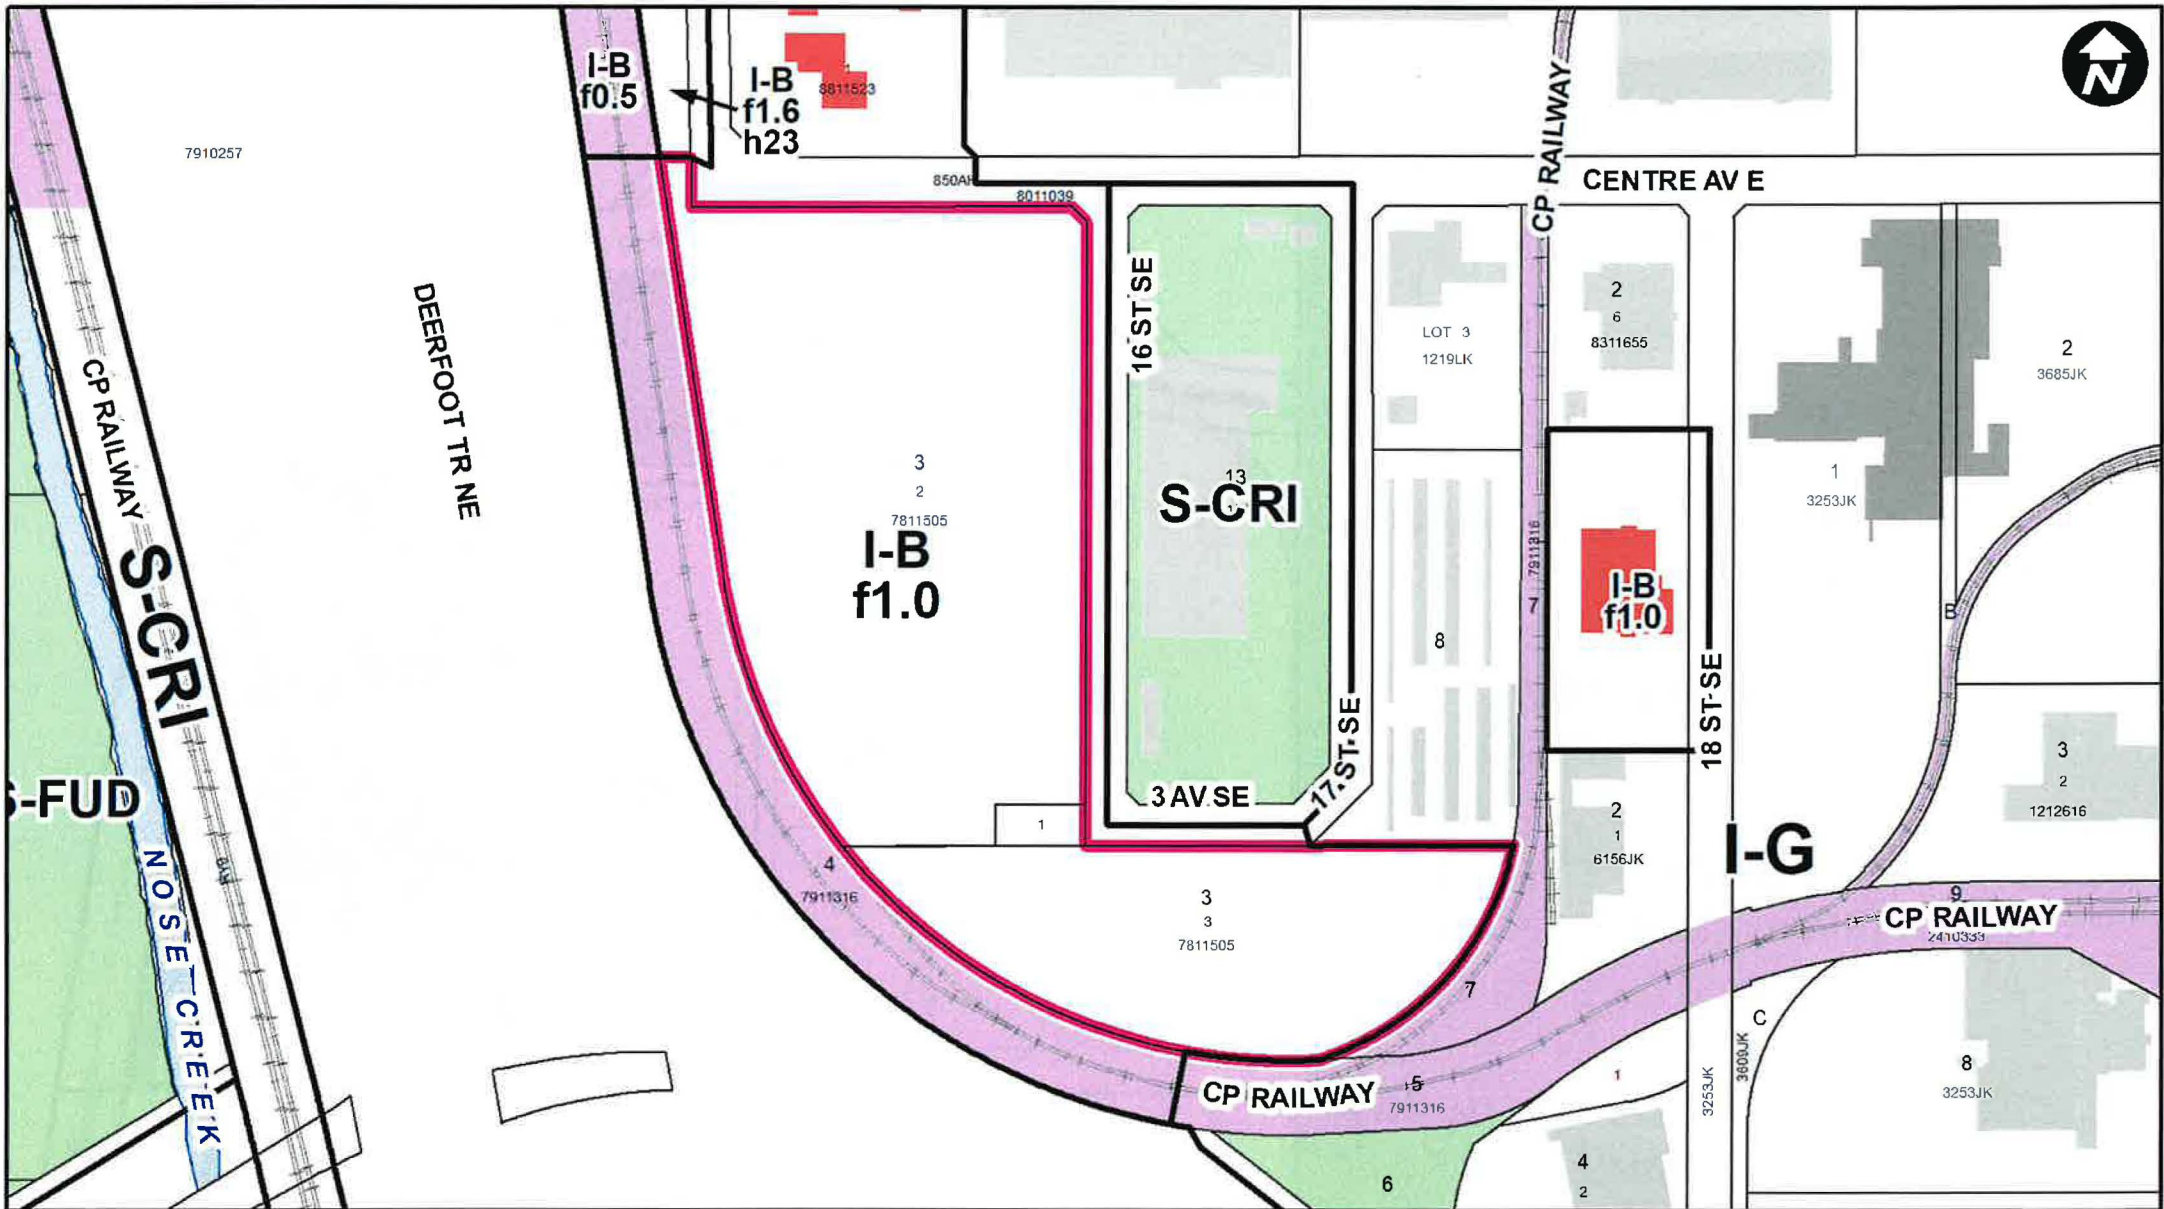 N
I-B
f0.5
I-B
f1.6
h23
8811523
7910257
850AH
8011039
CP RAILWAY
CENTRE AV E
DEERFOOT TR NE
16 ST SE
LOT 3
1219LK
2
6
8311655
2
3685JK
CP RAILWAY
S-CRI
3
2
7811505
I-B
f1.0
13
S-CRI
7911316
7
8
I-B
f1.0
1
3253JK
B
18 ST SE
17 ST SE
3 AV SE
1
S-FUD
NOSE CREEK
4
7911316
3
3
7811505
2
1
6156JK
I-G
3
2
1212616
9
CP RAILWAY
2410333
7
C
CP RAILWAY
5
7911316
1
3253JK
3609JK
8
3253JK
6
4
2